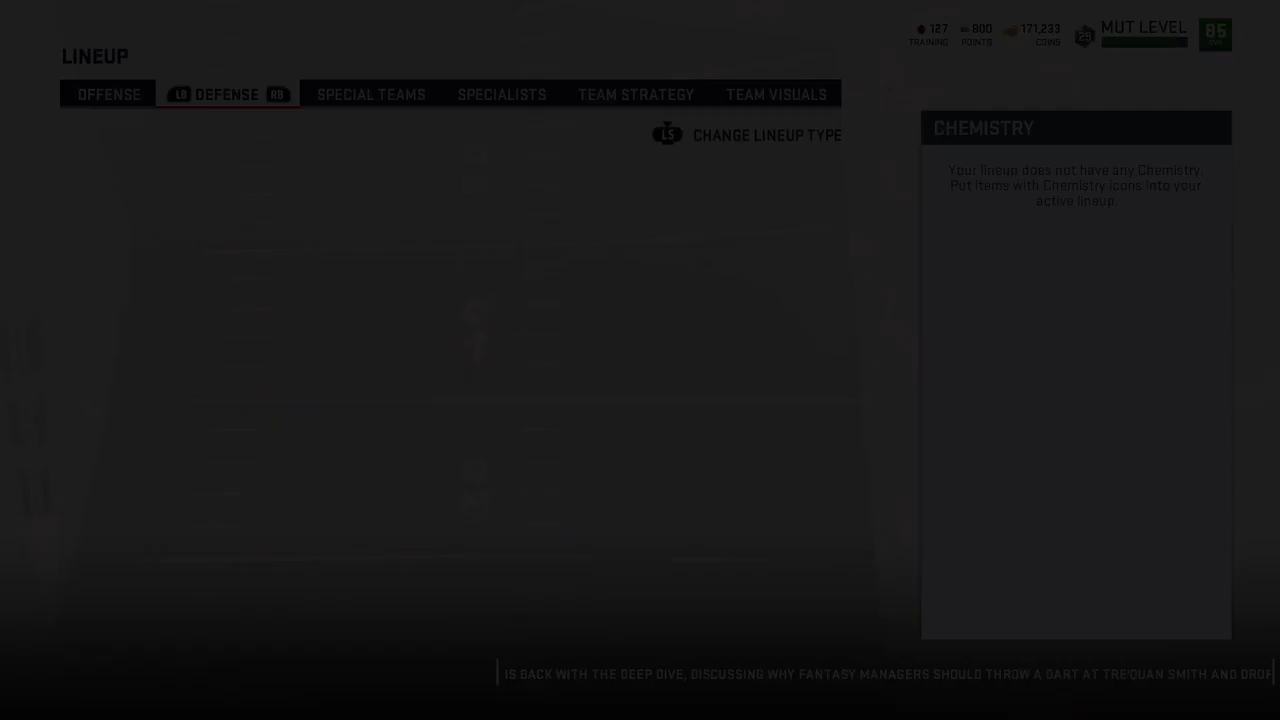 127 800 171,233 29 MUT LEVEL 85
TRAINING POINTS COINS OVR
LINEUP
OFFENSE LB DEFENSE RB SPECIAL TEAMS SPECIALISTS TEAM STRATEGY TEAM VISUALS
LS CHANGE LINEUP TYPE
CHEMISTRY
Your lineup does not have any Chemistry.
Put items with Chemistry icons into your
active lineup.
IS BACK WITH THE DEEP DIVE, DISCUSSING WHY FANTASY MANAGERS SHOULD THROW A DART AT TRE'QUAN SMITH AND DROP